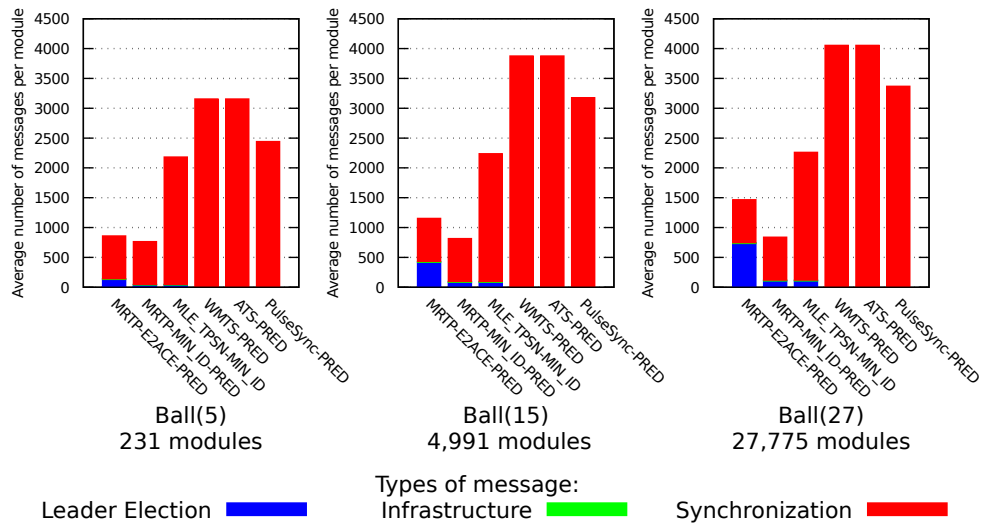 Average number of messages per module
4500
4000
3500
3000
2500
2000
1500
1000
500
0
MRTP-E2ACE-PRED
MRTP-MIN_ID-PRED
MLE_TPSN-MIN_ID
WMTS-PRED
ATS-PRED
PulseSync-PRED
Ball(5)
231 modules
Average number of messages per module
4500
4000
3500
3000
2500
2000
1500
1000
500
0
MRTP-E2ACE-PRED
MRTP-MIN_ID-PRED
MLE_TPSN-MIN_ID
WMTS-PRED
ATS-PRED
PulseSync-PRED
Ball(15)
4,991 modules
Average number of messages per module
4500
4000
3500
3000
2500
2000
1500
1000
500
0
MRTP-E2ACE-PRED
MRTP-MIN_ID-PRED
MLE_TPSN-MIN_ID
WMTS-PRED
ATS-PRED
PulseSync-PRED
Ball(27)
27,775 modules
Types of message:
Leader Election
Infrastructure
Synchronization